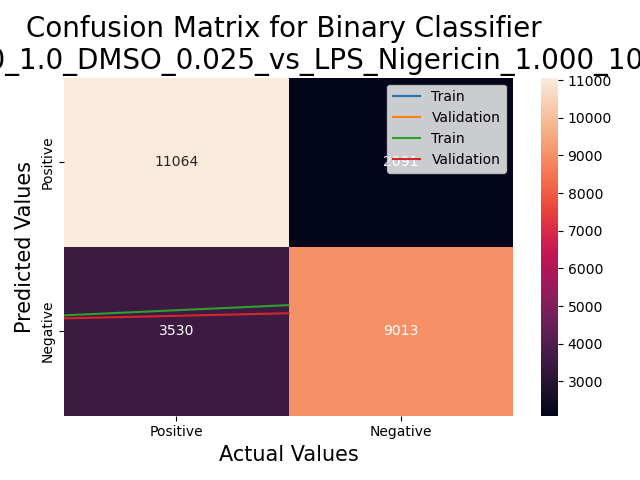 Confusion Matrix for Binary Classifier
0_1.0_DMSO_0.025_vs_LPS_Nigericin_1.000_10
Train
Validation
Train
Validation
11000
10000
9000
8000
7000
6000
5000
4000
3000
Predicted Values
Positive
Negative
11064
2091
3530
9013
Positive
Negative
Actual Values